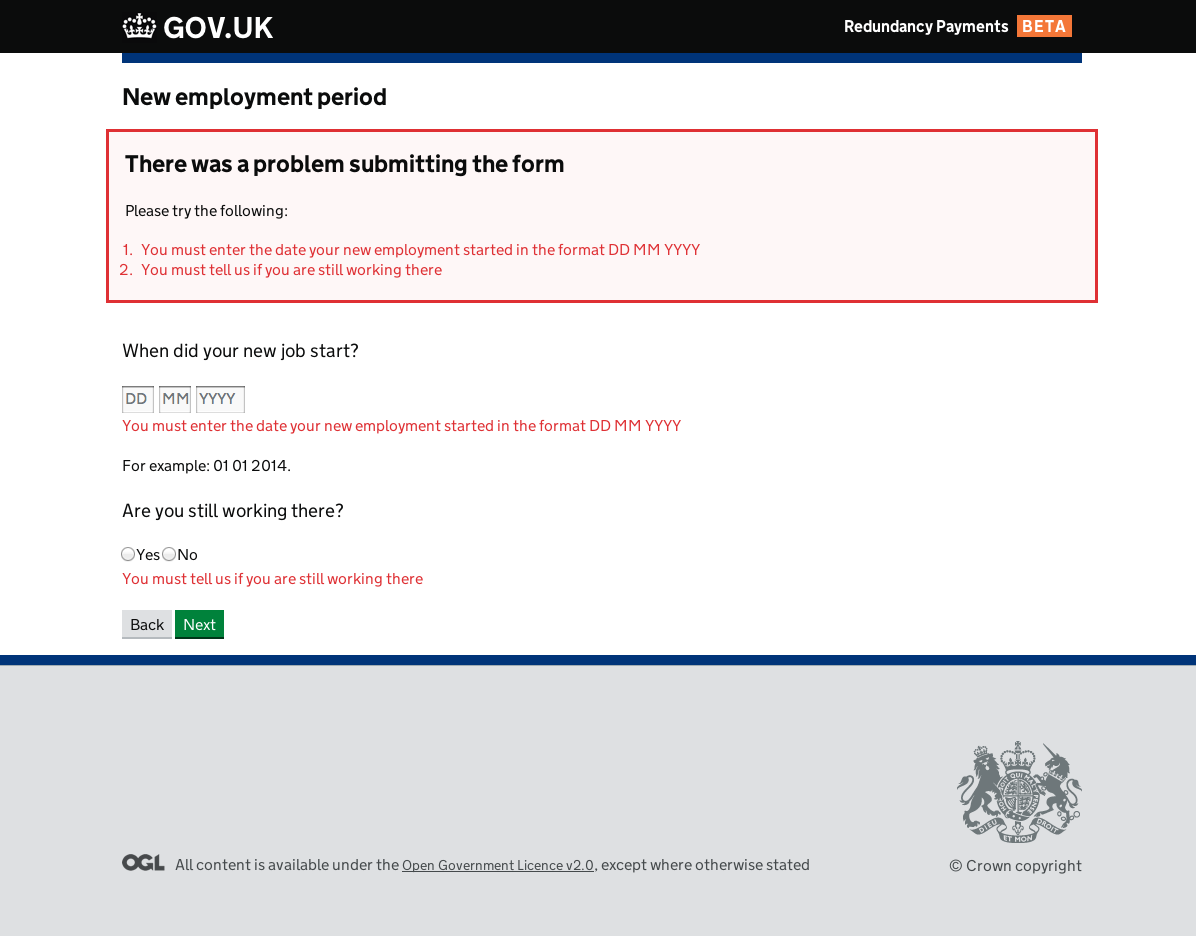 GOV.UK
Redundancy Payments BETA
New employment period
There was a problem submitting the form
Please try the following:
1. You must enter the date your new employment started in the format DD MM YYYY
2. You must tell us if you are still working there
When did your new job start?
DD MM YYYY
You must enter the date your new employment started in the format DD MM YYYY
For example: 01 01 2014.
Are you still working there?
Yes No
You must tell us if you are still working there
Back Next
OGL All content is available under the Open Government Licence v2.0, except where otherwise stated
DIEU ET MON DROIT
© Crown copyright